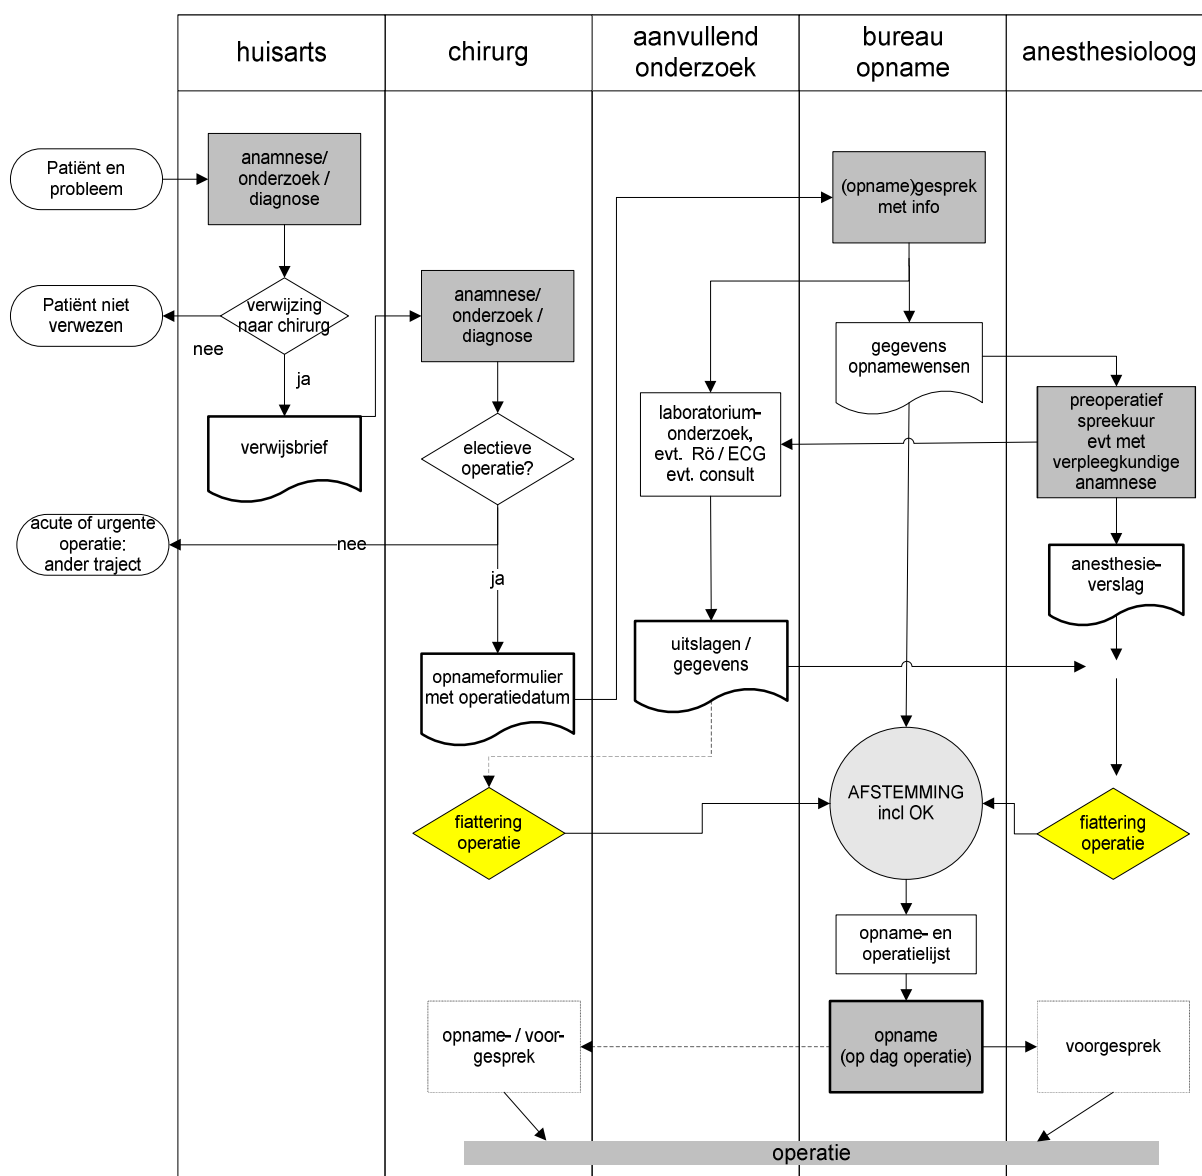 huisarts
chirurg
aanvullend
onderzoek
bureau
opname
anesthesioloog
Patiënt en
probleem
anamnese/
onderzoek /
diagnose
(opname)gesprek
met info
Patiënt niet
verwezen
verwijzing
naar chirurg
nee
ja
anamnese/
onderzoek /
diagnose
gegevens
opnamewensen
verwijsbrief
electieve
operatie?
laboratorium-
onderzoek,
evt. Rö / ECG
evt. consult
preoperatief
spreekuur
evt met
verpleegkundige
anamnese
acute of urgente
operatie:
ander traject
nee
ja
anesthesie-
verslag
opnameformulier
met operatiedatum
uitslagen /
gegevens
fiattering
operatie
AFSTEMMING
incl OK
fiattering
operatie
opname- en
operatielijst
opname- / voor-
gesprek
opname
(op dag operatie)
voorgesprek
operatie